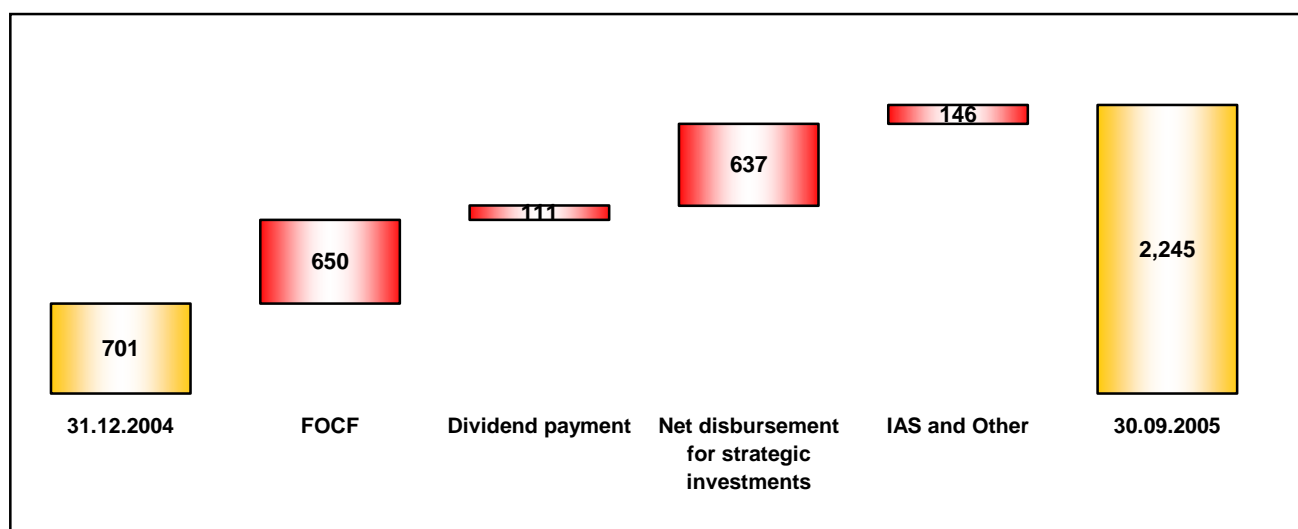 146
637
111
2,245
650
701
31.12.2004
FOCF
Dividend payment
Net disbursement
for strategic
investments
IAS and Other
30.09.2005